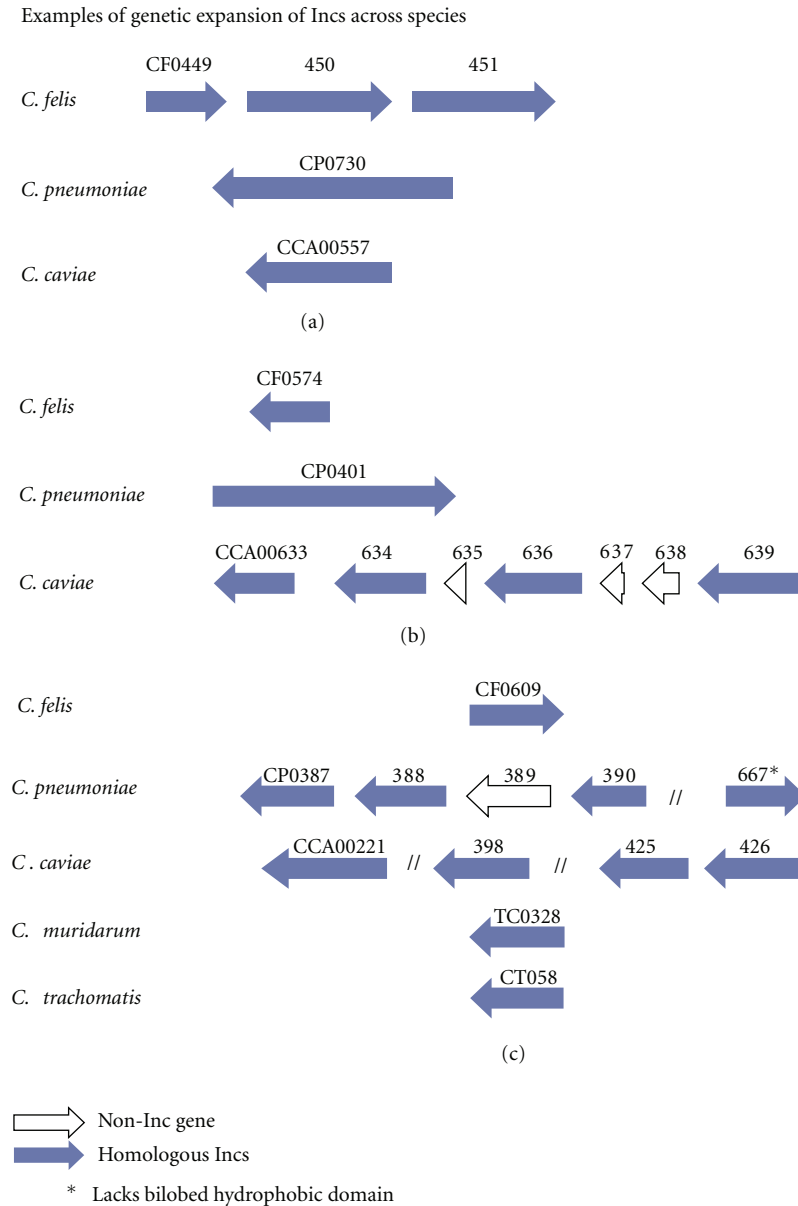 Examples of genetic expansion of Incs across species
CF0449 450 451
C. felis
CP0730
C. pneumoniae
CCA00557
C. caviae
(a)
CF0574
C. felis
CP0401
C. pneumoniae
CCA00633 634 635 636 637 638 639
C. caviae
(b)
CF0609
C. felis
CP0387 388 389 390 // 667*
C. pneumoniae
CCA00221 // 398 // 425 426
C . caviae
TC0328
C. muridarum
CT058
C. trachomatis
(c)
Non-Inc gene
Homologous Incs
* Lacks bilobed hydrophobic domain